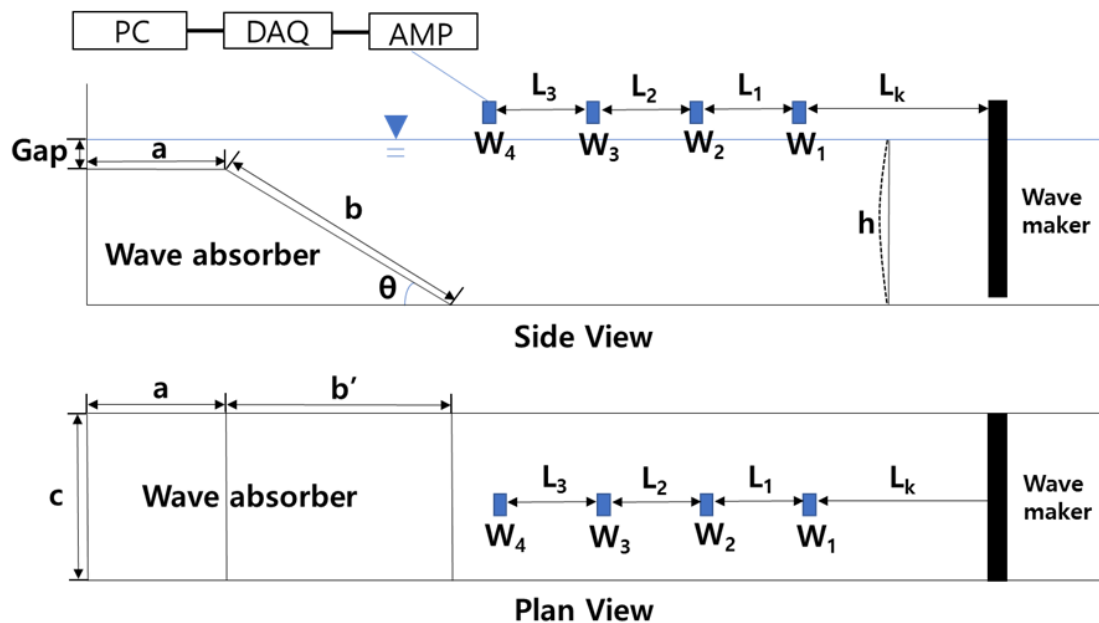 PC DAQ AMP
L3 L2 L1 Lk
W4 W3 W2 W1
Gap a
b
Wave absorber
θ
h
Wave
maker
Side View
a b’
c
Wave absorber
L3 L2 L1 Lk
W4 W3 W2 W1
Wave
maker
Plan View